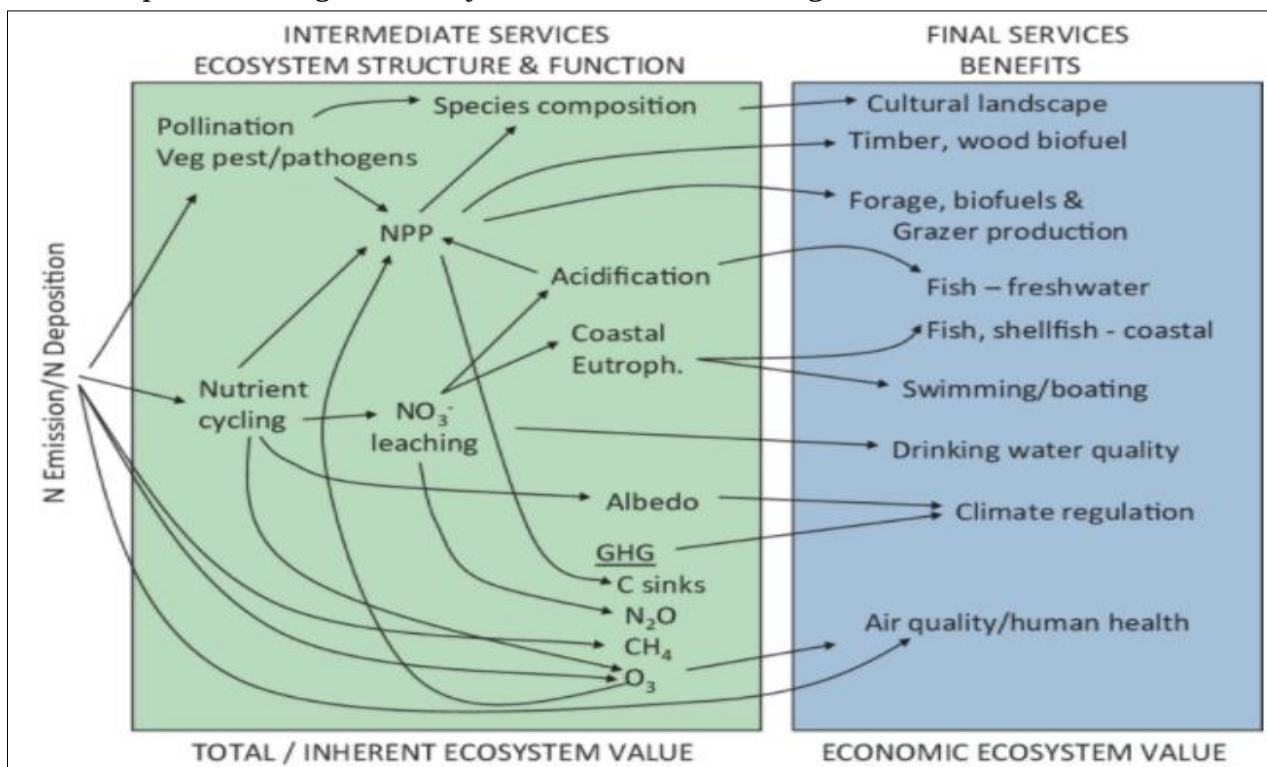 INTERMEDIATE SERVICES
ECOSYSTEM STRUCTURE & FUNCTION
FINAL SERVICES
BENEFITS
N Emission/N Deposition
Pollination
Veg pest/pathogens
Species composition
NPP
Acidification
Coastal
Eutroph.
Nutrient
cycling
NO₃⁻
leaching
Albedo
GHG
C sinks
N₂O
CH₄
O₃
Cultural landscape
Timber, wood biofuel
Forage, biofuels &
Grazer production
Fish – freshwater
Fish, shellfish - coastal
Swimming/boating
Drinking water quality
Climate regulation
Air quality/human health
TOTAL / INHERENT ECOSYSTEM VALUE
ECONOMIC ECOSYSTEM VALUE